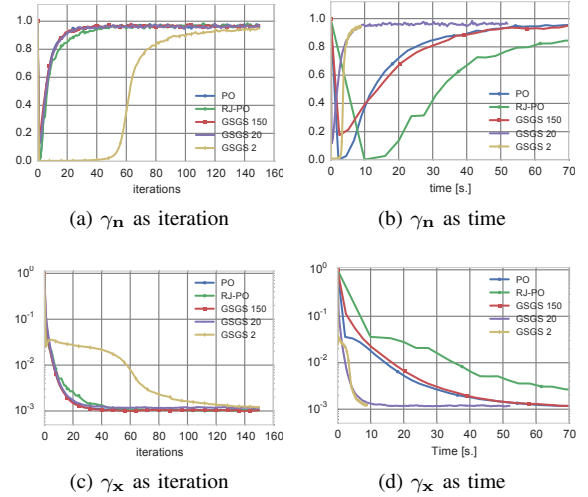 1.0
0.8
0.6
0.4
0.2
0.0
0 20 40 60 80 100 120 140 160
iterations
PO
RJ-PO
GSGS 150
GSGS 20
GSGS 2
(a) γn as iteration
1.0
0.8
0.6
0.4
0.2
0.0
0 10 20 30 40 50 60 70
time [s.]
PO
RJ-PO
GSGS 150
GSGS 20
GSGS 2
(b) γn as time
10^0
10^-1
10^-2
10^-3
0 20 40 60 80 100 120 140 160
iterations
PO
RJ-PO
GSGS 150
GSGS 20
GSGS 2
(c) γx as iteration
10^0
10^-1
10^-2
10^-3
0 10 20 30 40 50 60 70
Time [s.]
PO
RJ-PO
GSGS 150
GSGS 20
GSGS 2
(d) γx as time